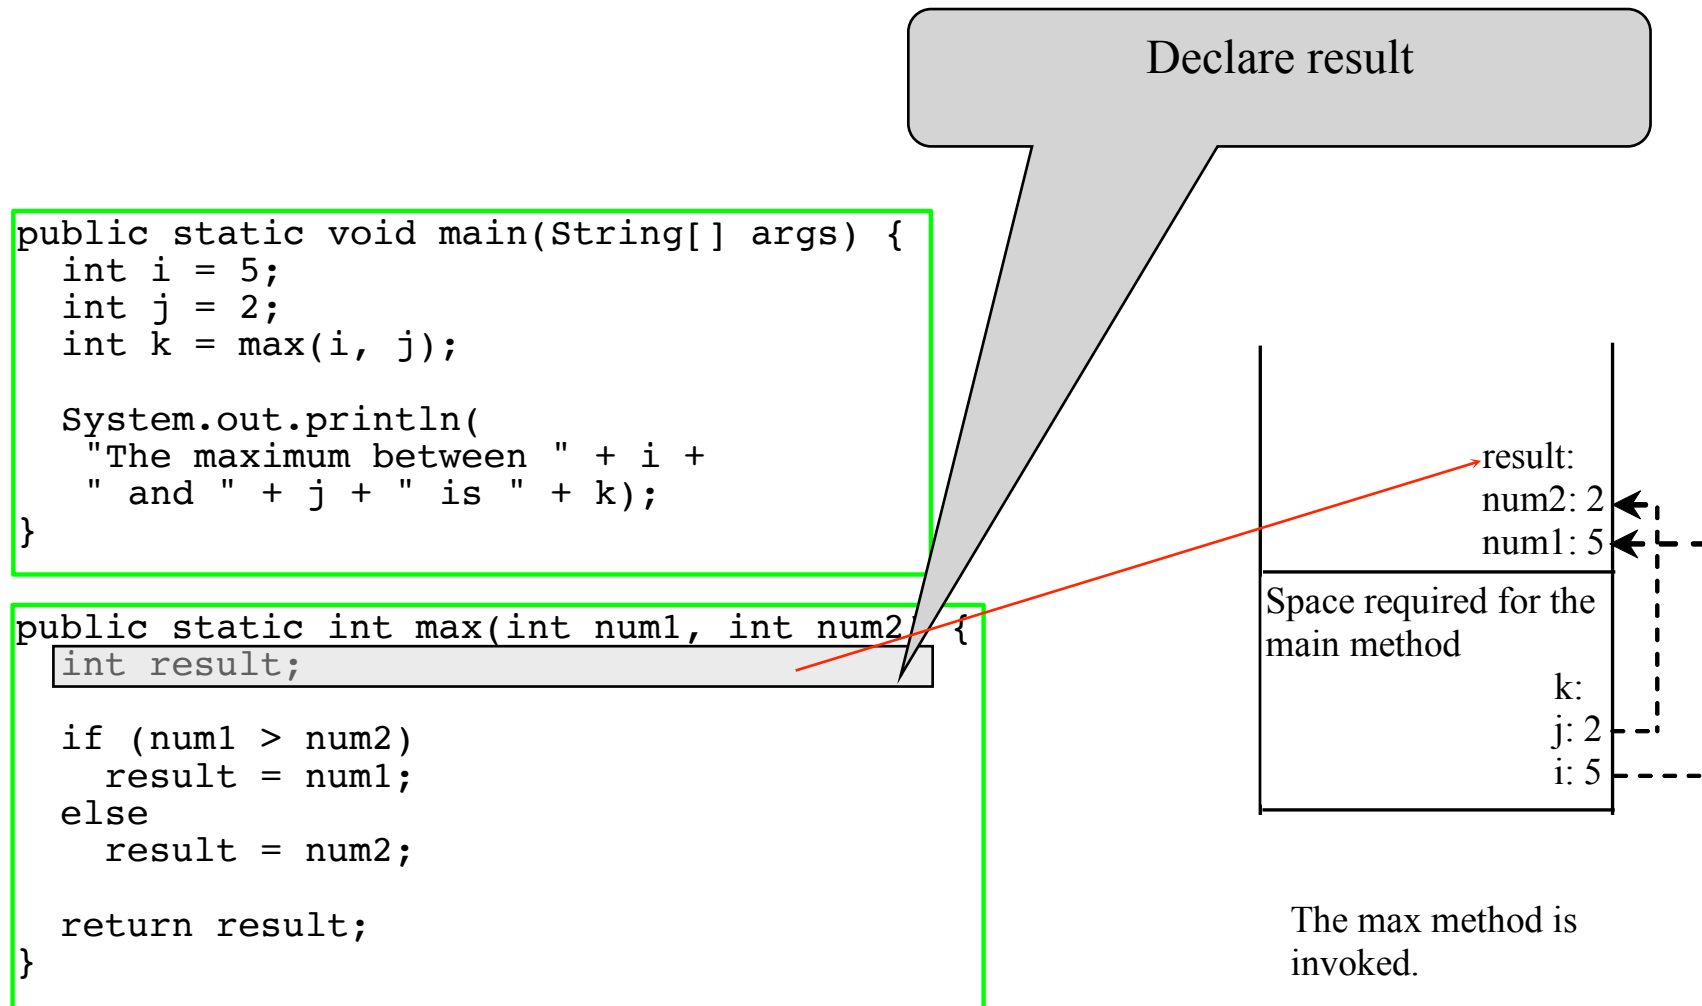 Declare result
public static void main(String[] args) {
int i = 5;
int j = 2;
int k = max(i, j);
System.out.println(
"The maximum between " + i +
" and " + j + " is " + k);
}
public static int max(int num1, int num2) {
int result;
if (num1 > num2)
result = num1;
else
result = num2;
return result;
}
result:
num2: 2
num1: 5
Space required for the
main method
k:
j: 2
i: 5
The max method is
invoked.